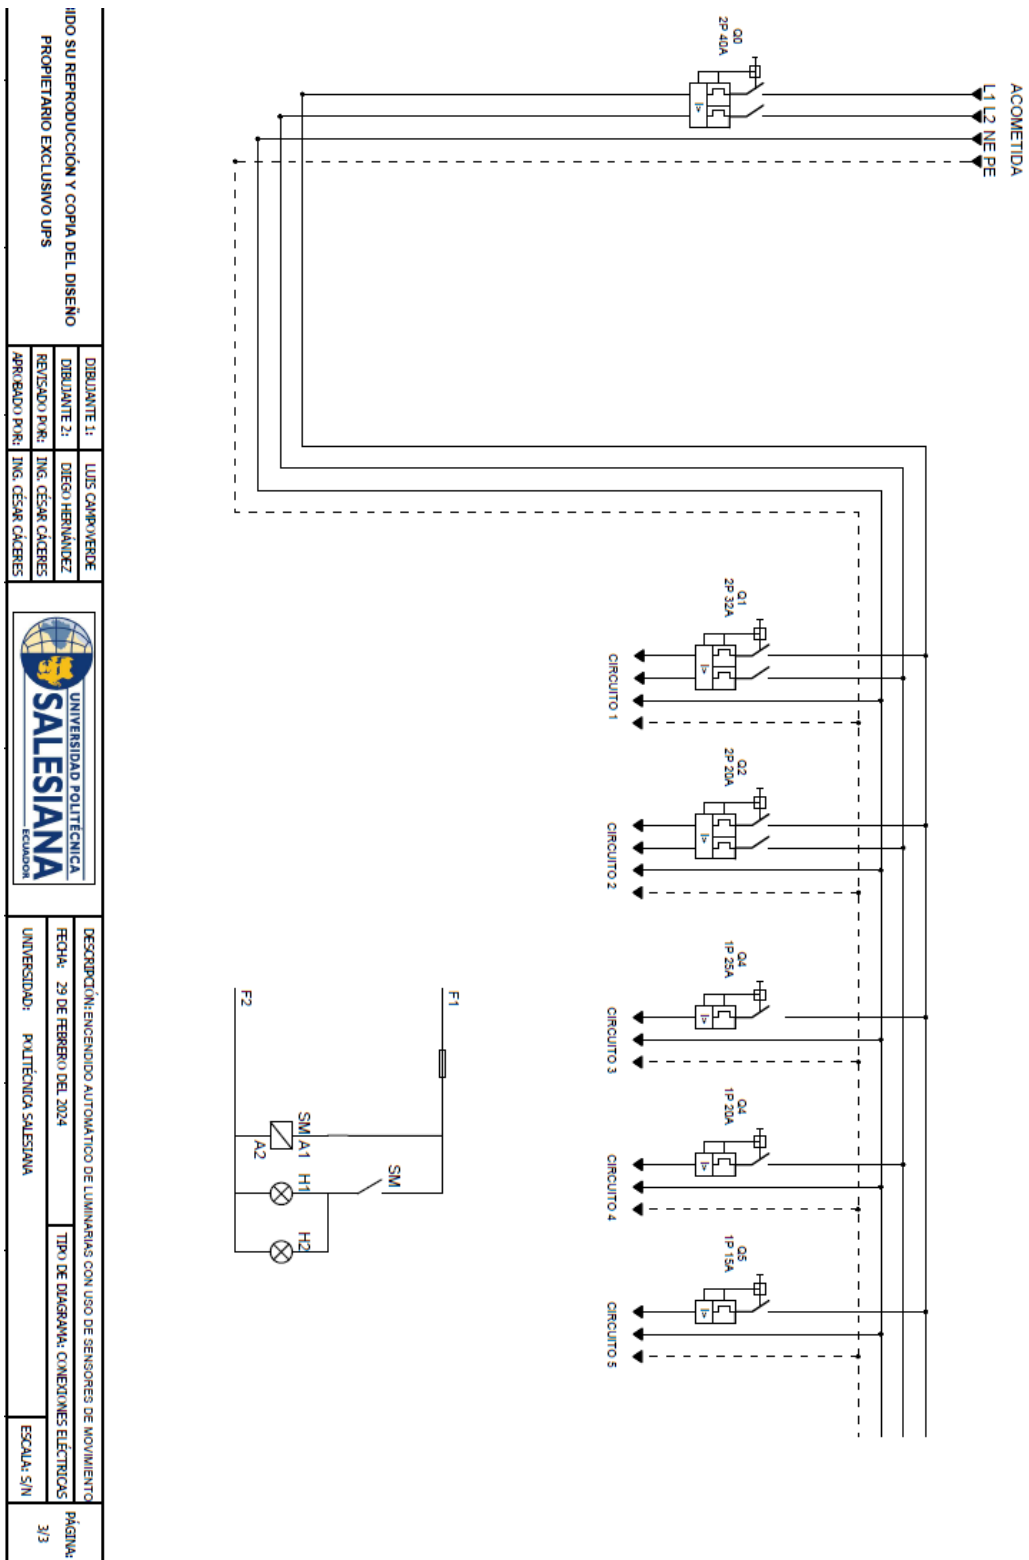 ACOMETIDA
L1 L2 NE PE
Q0
2P 40A
Q1
2P 32A
CIRCUITO 1
Q2
2P 20A
CIRCUITO 2
Q4
1P 25A
CIRCUITO 3
Q4
1P 20A
CIRCUITO 4
Q5
1P 15A
CIRCUITO 5
I>
I>
I>
I>
I>
I>
F1
F2
SM
SM A1
A2
H1
H2
IDO SU REPRODUCCIÓN Y COPIA DEL DISEÑO
PROPIETARIO EXCLUSIVO UPS
DIBUJANTE 1: LUIS CAMPOVERDE
DIBUJANTE 2: DIEGO HERNÁNDEZ
REVISADO POR: ING. CÉSAR CÁCERES
APROBADO POR: ING. CÉSAR CÁCERES
UNIVERSIDAD POLITÉCNICA
SALESIANA
ECUADOR
DESCRIPCIÓN: ENCENDIDO AUTOMÁTICO DE LUMINARIAS CON USO DE SENSORES DE MOVIMIENTO
FECHA: 29 DE FEBRERO DEL 2024
TIPO DE DIAGRAMA: CONEXIONES ELÉCTRICAS
UNIVERSIDAD: POLITÉCNICA SALESIANA
ESCALA: S/N
PÁGINA:
3/3